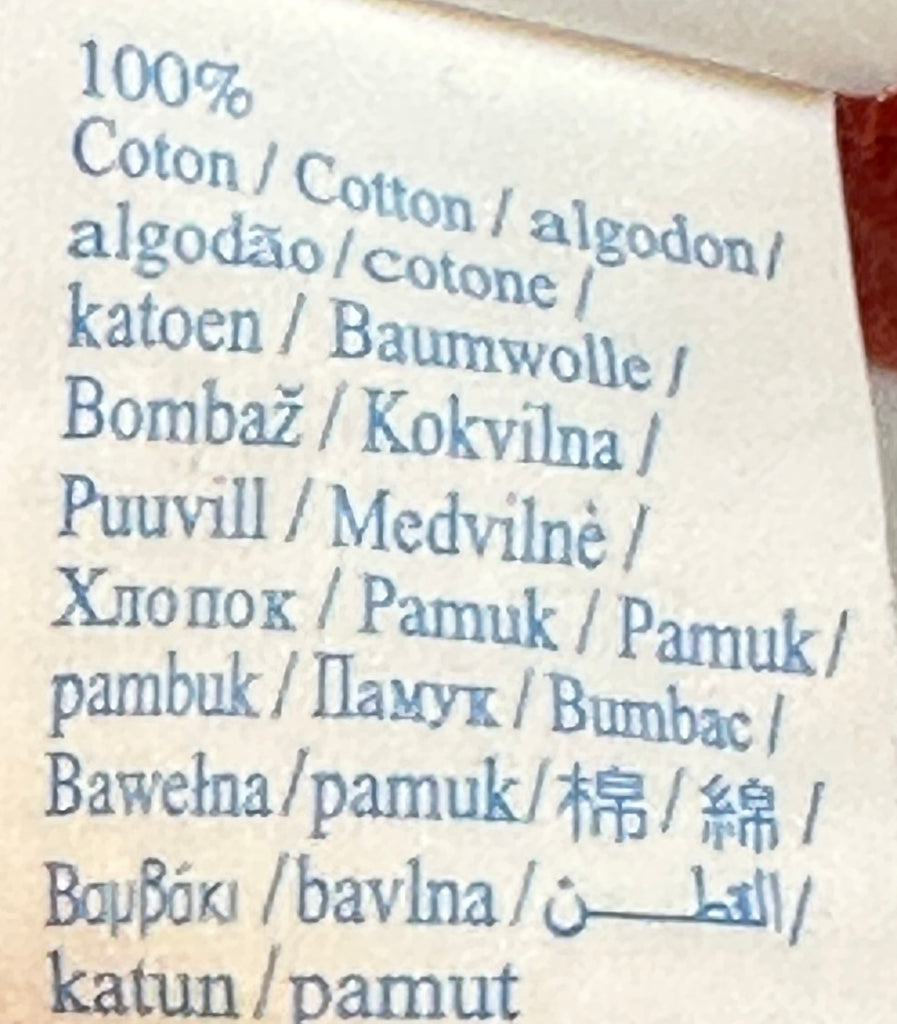 100%
Coton / Cotton / algodon /
algodão / cotone /
katoen / Baumwolle /
Bombaž / Kokvilna /
Puuvill / Medvilnė /
Хлопок / Pamuk / Pamuk /
pambuk / Памук / Bumbac /
Bawełna / pamuk / 棉 / 綿 /
Βαμβάκι / bavlna / القطـــن /
katun / pamut